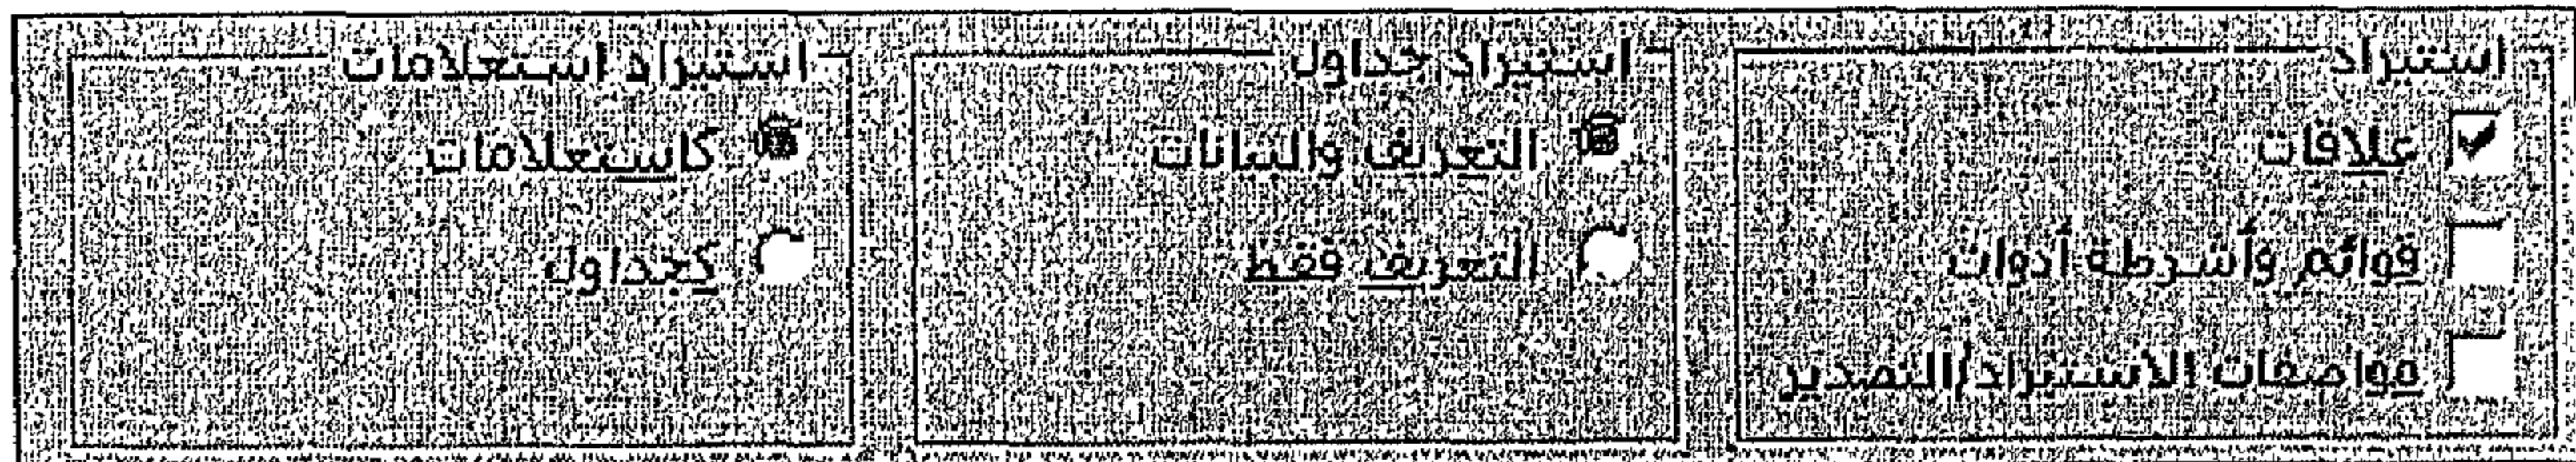 استيراد
علاقات
قوائم وأشرطة أدوات
مواصفات الاستيراد/التصدير
استيراد جداول
التعريف والبيانات
التعريف فقط
استيراد استعلامات
كاستعلامات
كجداول